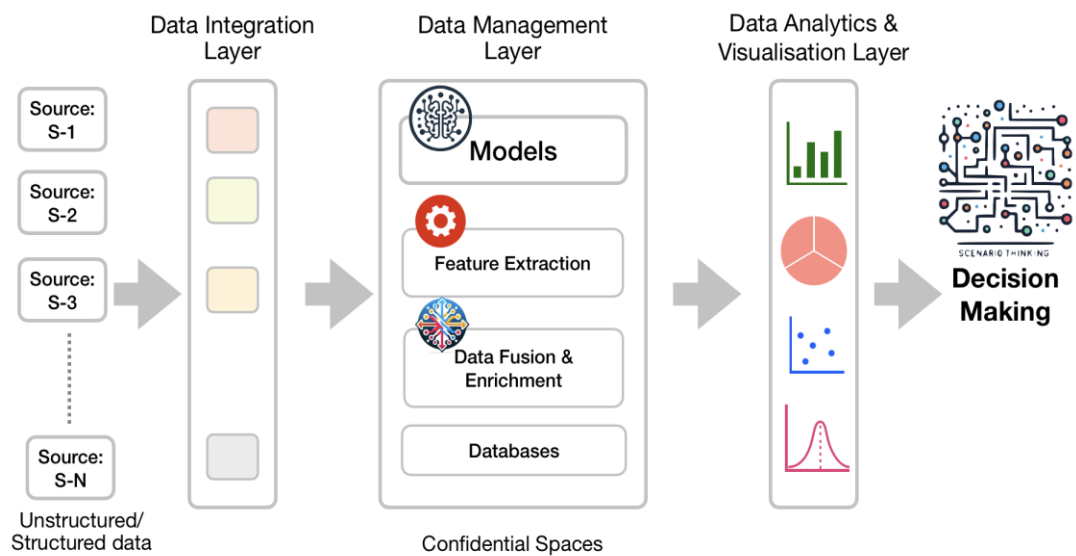 Data Integration
Layer
Data Management
Layer
Data Analytics &
Visualisation Layer
Source:
S-1
Source:
S-2
Source:
S-3
Source:
S-N
Unstructured/
Structured data
Models
Feature Extraction
Data Fusion &
Enrichment
Databases
Confidential Spaces
SCENARIO THINKING
Decision
Making